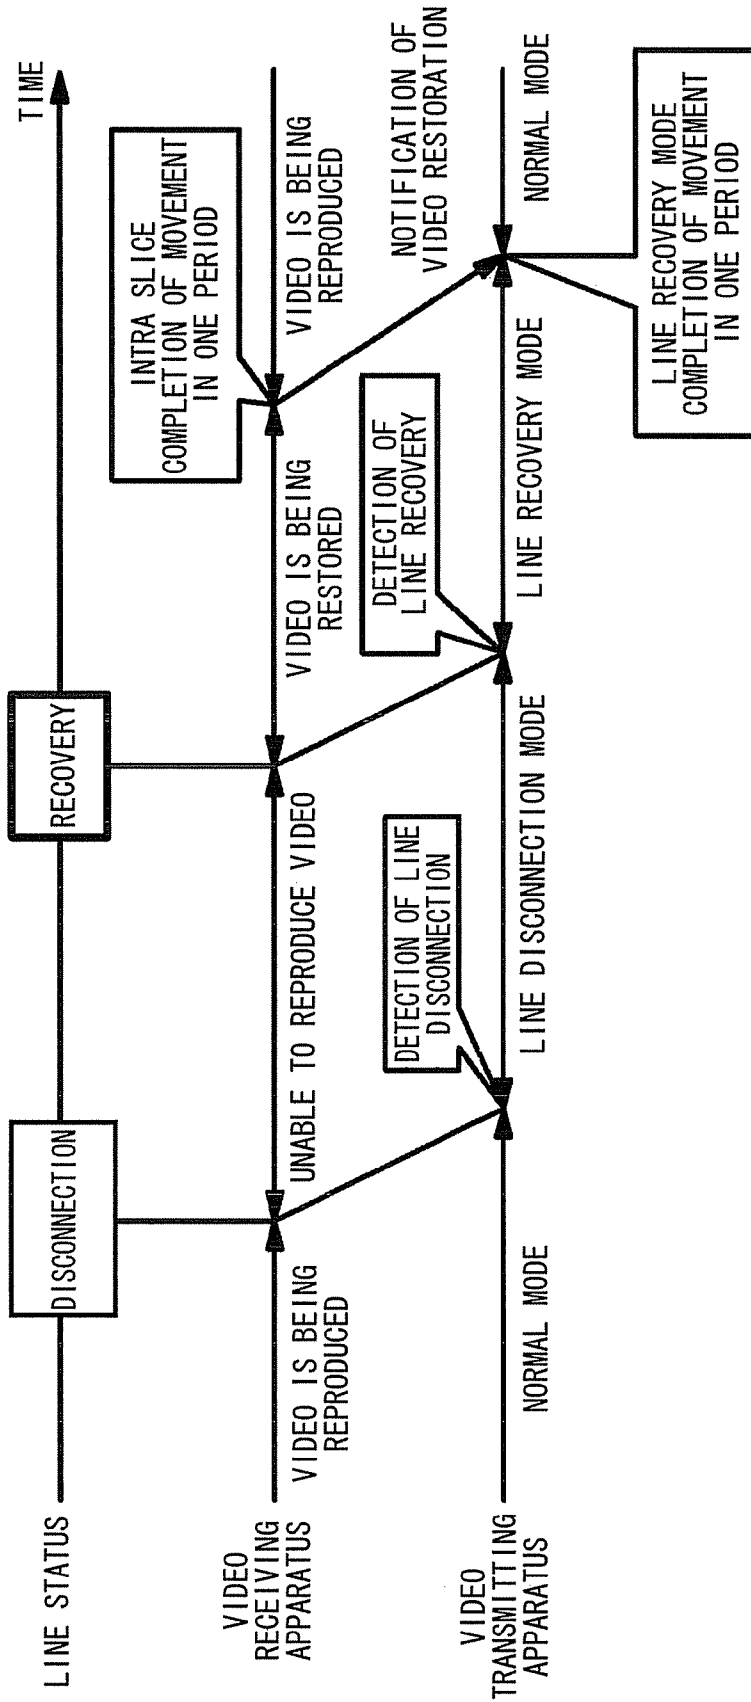 TIME
LINE STATUS
DISCONNECTION
RECOVERY
INTRA SLICE
COMPLETION OF MOVEMENT
IN ONE PERIOD
VIDEO
RECEIVING
APPARATUS
VIDEO IS BEING
REPRODUCED
UNABLE TO REPRODUCE VIDEO
VIDEO IS BEING
RESTORED
VIDEO IS BEING
REPRODUCED
DETECTION OF LINE
DISCONNECTION
DETECTION OF
LINE RECOVERY
NOTIFICATION OF
VIDEO RESTORATION
VIDEO
TRANSMITTING
APPARATUS
NORMAL MODE
LINE DISCONNECTION MODE
LINE RECOVERY MODE
NORMAL MODE
LINE RECOVERY MODE
COMPLETION OF MOVEMENT
IN ONE PERIOD